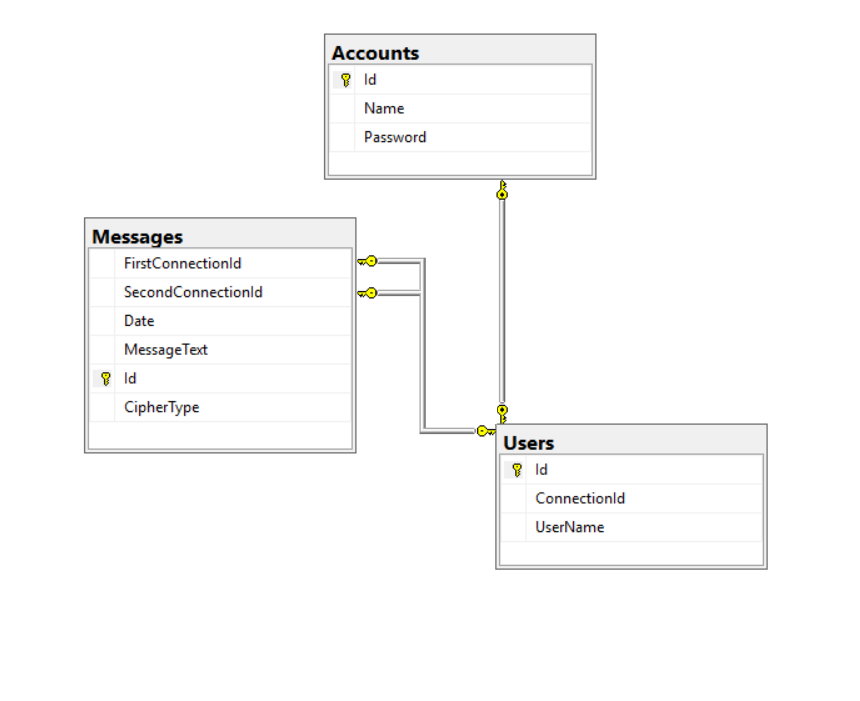 Accounts
Id
Name
Password
Messages
FirstConnectionId
SecondConnectionId
Date
MessageText
Id
CipherType
Users
Id
ConnectionId
UserName